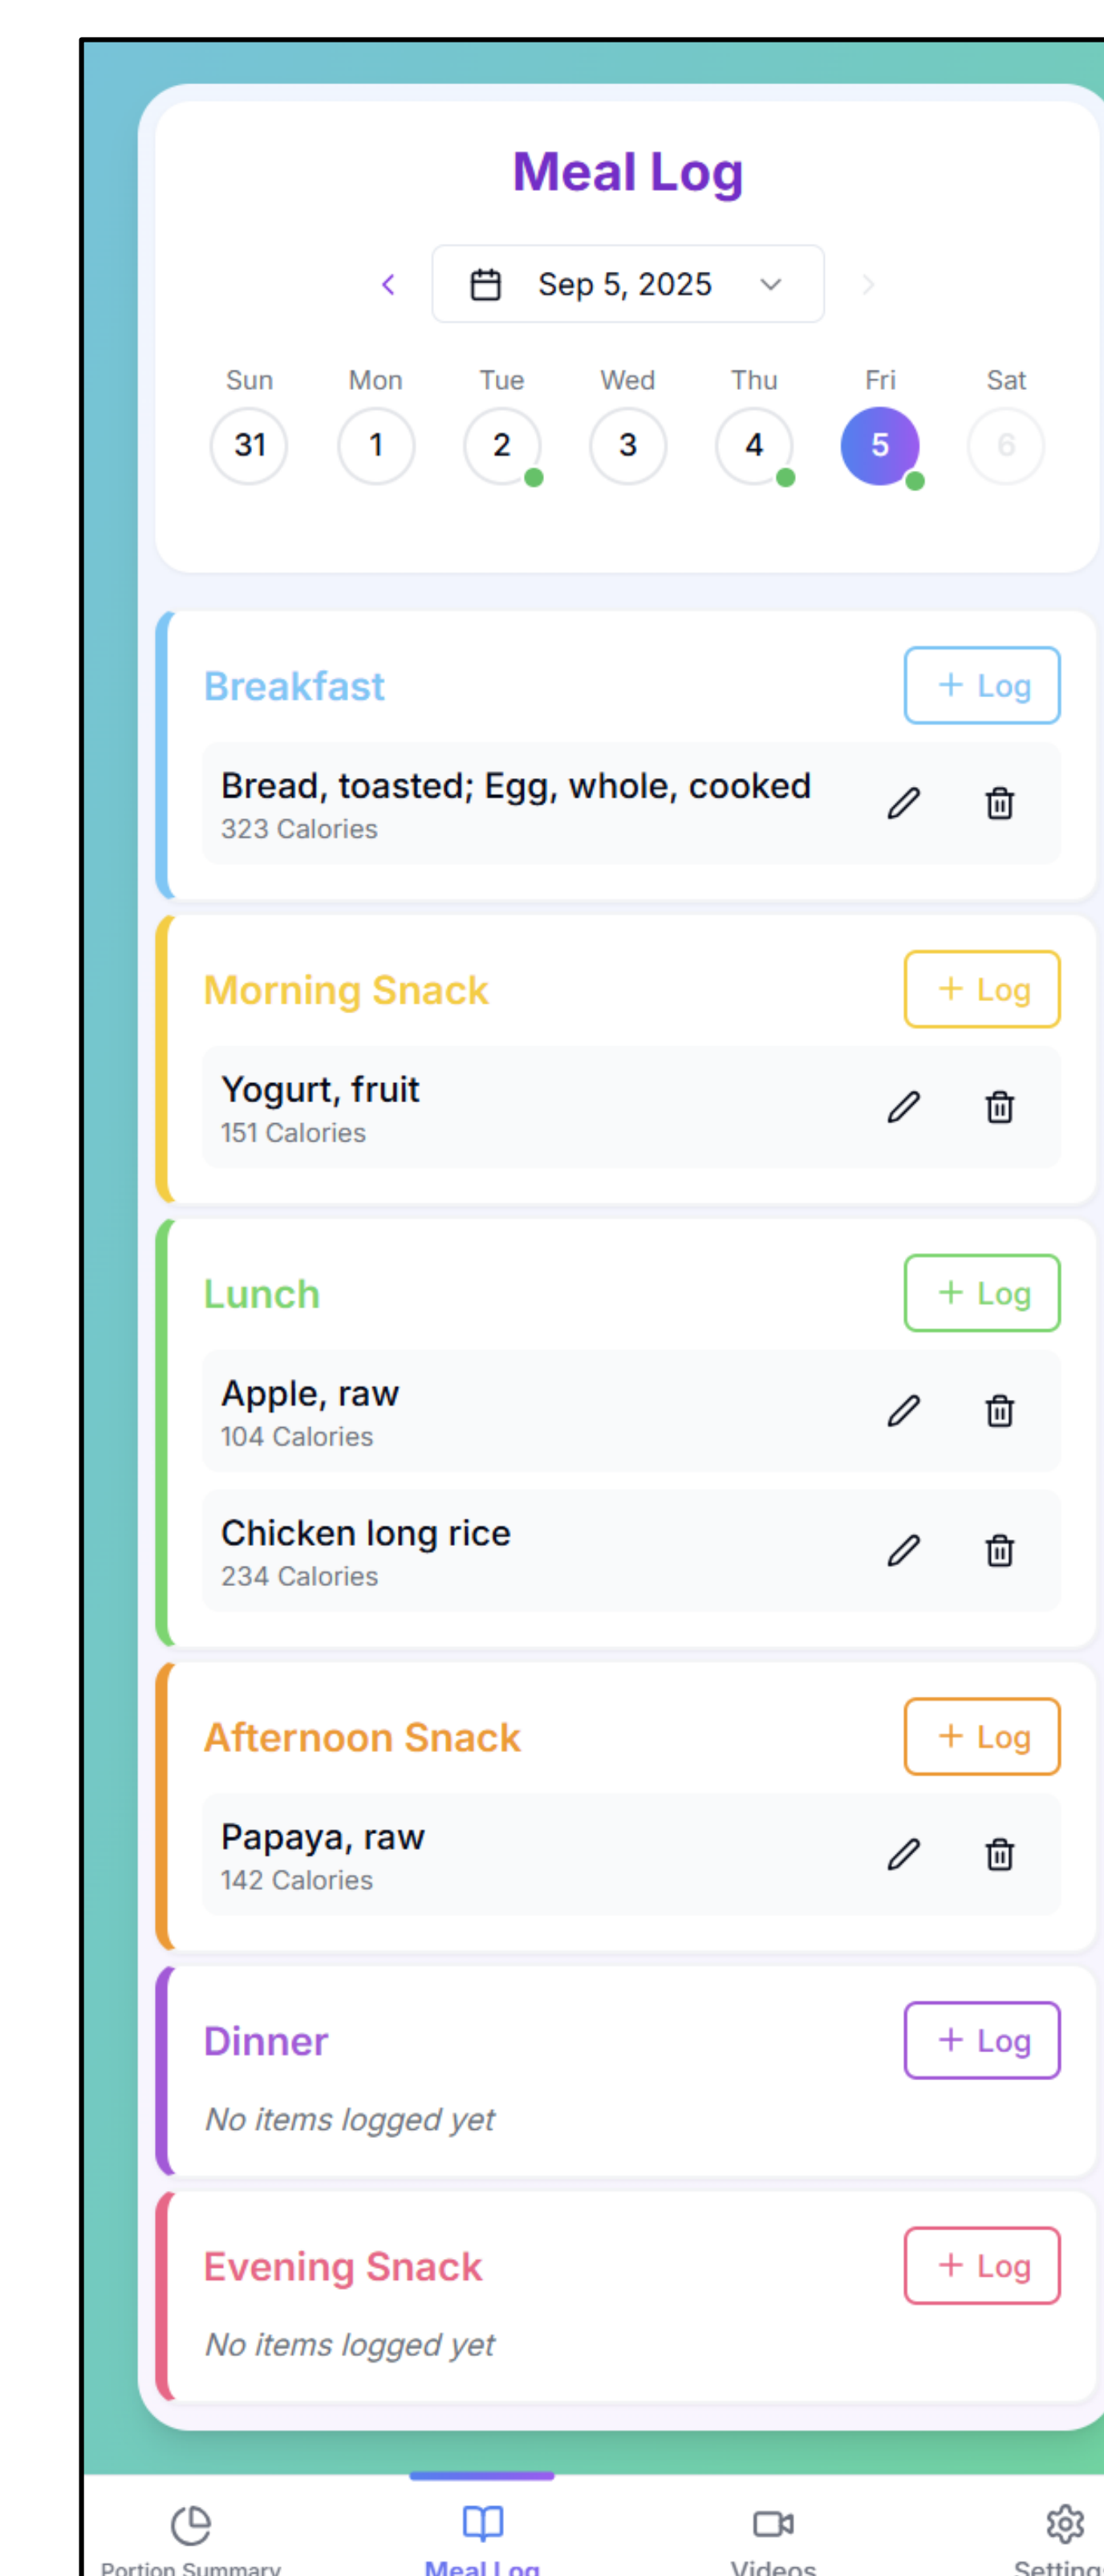 Meal Log
Sep 5, 2025
Sun Mon Tue Wed Thu Fri Sat
31 1 2 3 4 5 6
Breakfast
+ Log
Bread, toasted; Egg, whole, cooked
323 Calories
Morning Snack
+ Log
Yogurt, fruit
151 Calories
Lunch
+ Log
Apple, raw
104 Calories
Chicken long rice
234 Calories
Afternoon Snack
+ Log
Papaya, raw
142 Calories
Dinner
+ Log
No items logged yet
Evening Snack
+ Log
No items logged yet
Portion Summary Meal Log Videos Setting